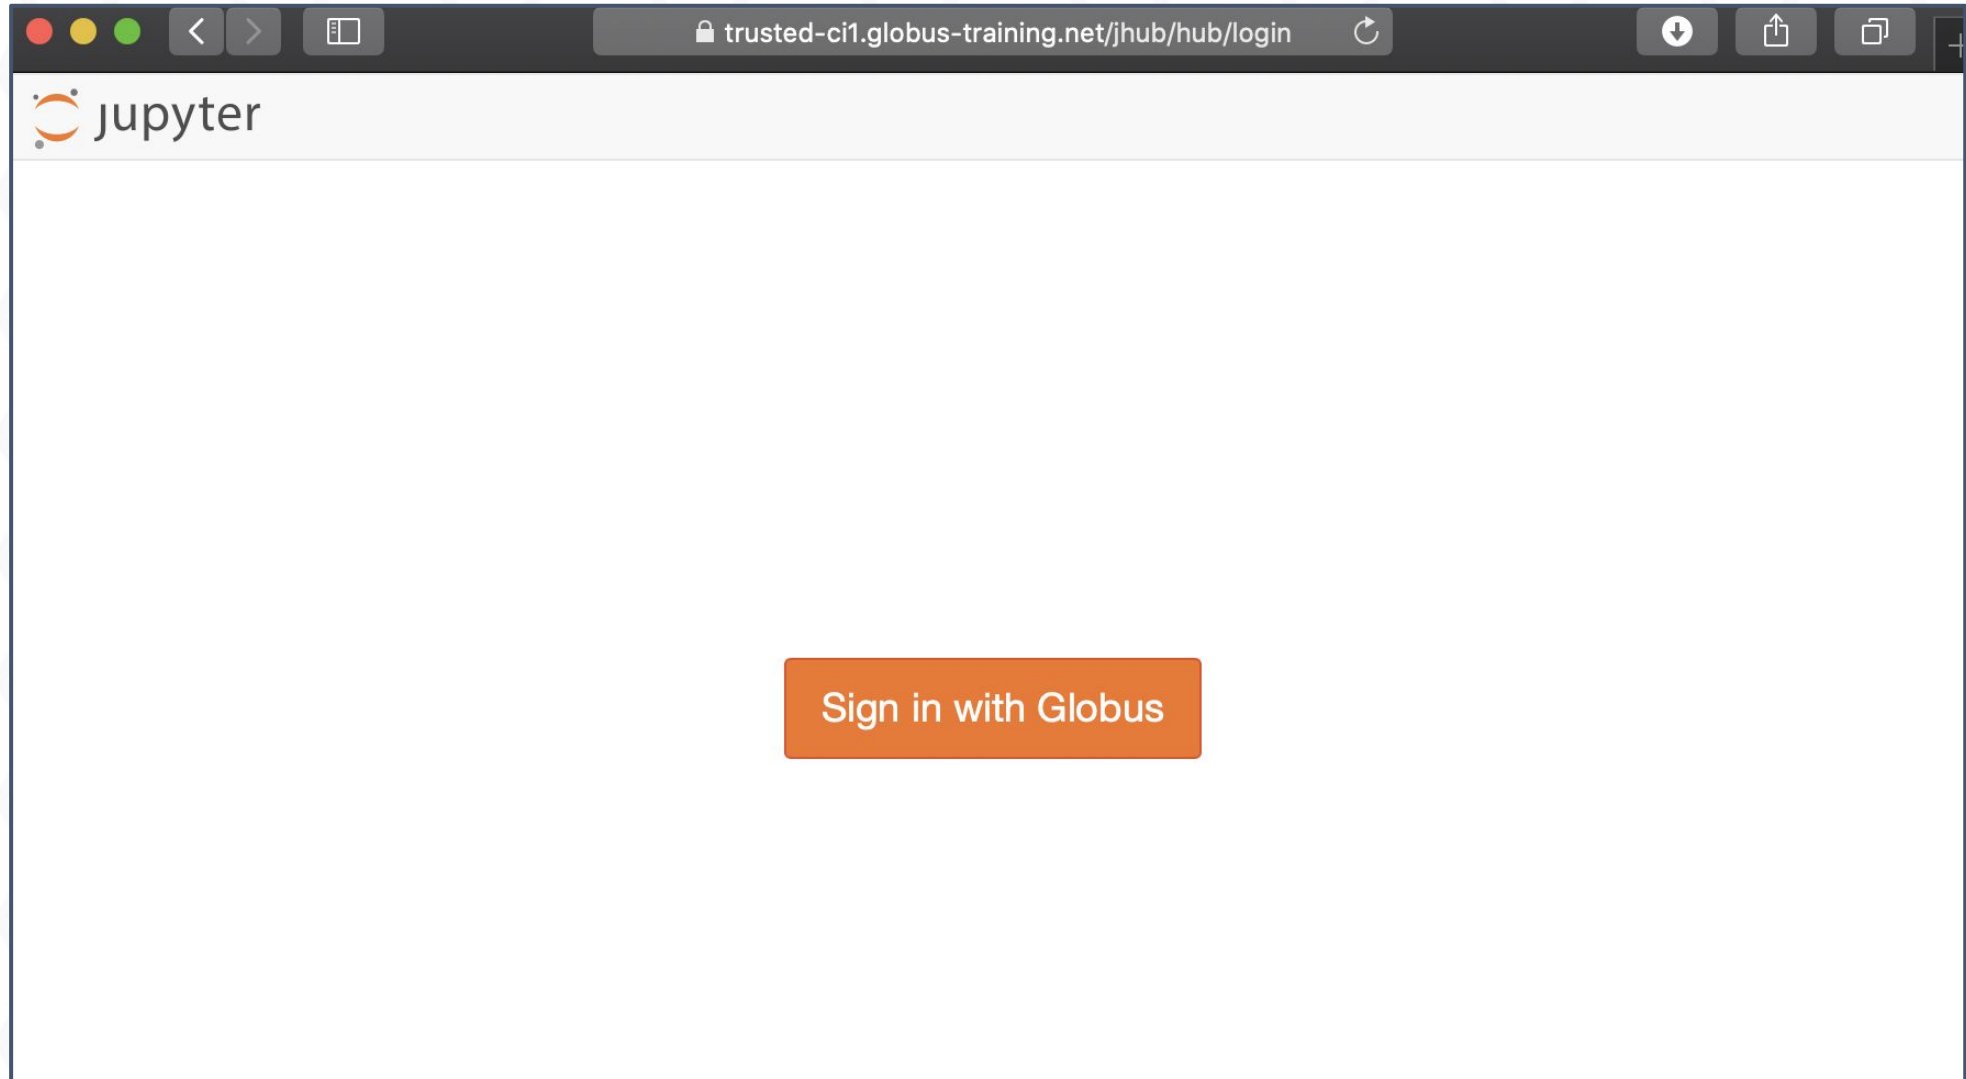 trusted-ci1.globus-training.net/jhub/hub/login
jupyter
Sign in with Globus